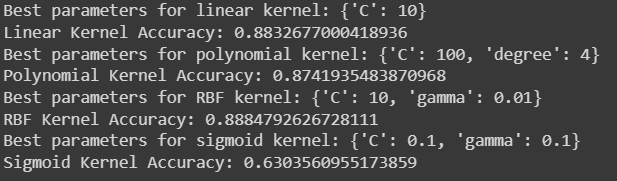 Best parameters for linear kernel: {'C': 10}
Linear Kernel Accuracy: 0.8832677000418936
Best parameters for polynomial kernel: {'C': 100, 'degree': 4}
Polynomial Kernel Accuracy: 0.8741935483870968
Best parameters for RBF kernel: {'C': 10, 'gamma': 0.01}
RBF Kernel Accuracy: 0.8884792626728111
Best parameters for sigmoid kernel: {'C': 0.1, 'gamma': 0.1}
Sigmoid Kernel Accuracy: 0.6303560955173859